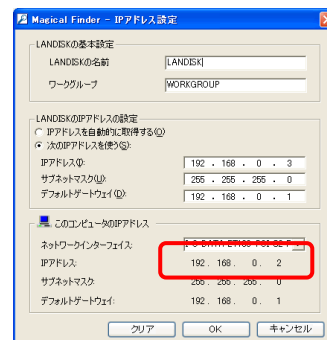 Magical Finder - IPアドレス設定
LANDISKの基本設定
LANDISKの名前 LANDISK
ワークグループ WORKGROUP
LANDISKのIPアドレスの設定
IPアドレスを自動的に取得する(O)
次のIPアドレスを使う(S):
IPアドレス(I): 192 . 168 . 0 . 3
サブネットマスク(U): 255 . 255 . 255 . 0
デフォルトゲートウェイ(D): 192 . 168 . 0 . 1
このコンピュータのIPアドレス
ネットワークインターフェイス:
IPアドレス: 192 . 168 . 0 . 2
サブネットマスク: 255 . 255 . 255 . 0
デフォルトゲートウェイ: 192 . 168 . 0 . 1
クリア OK キャンセル